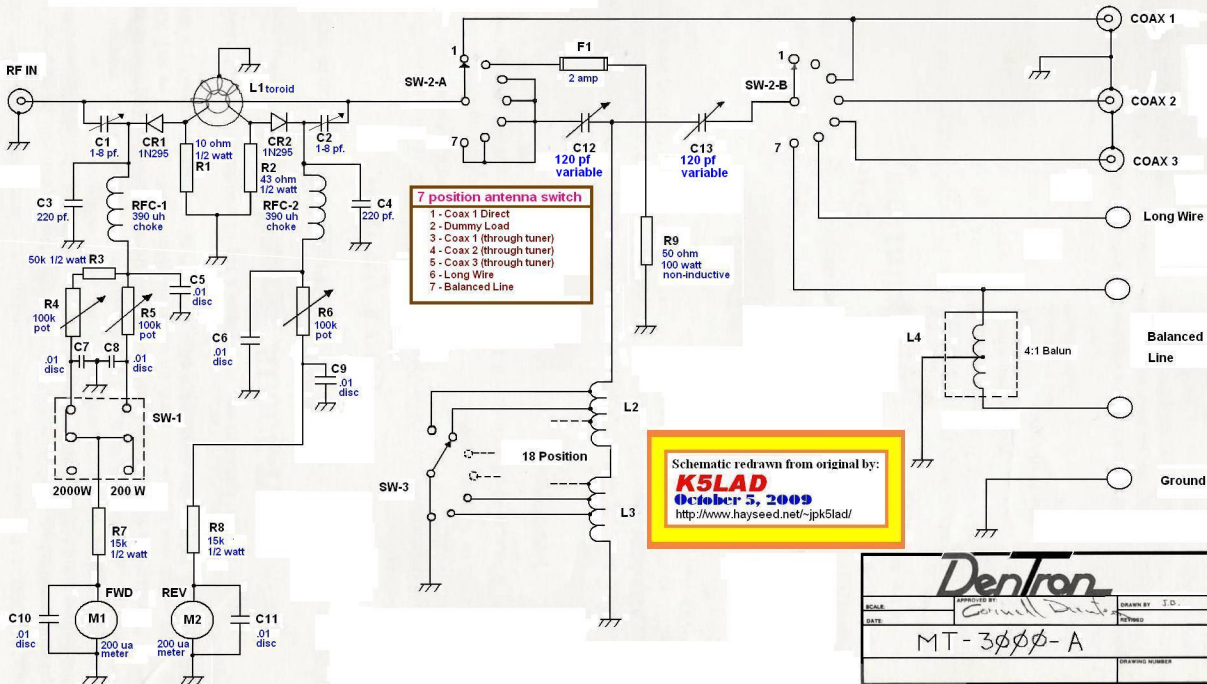 RF IN
L1 toroid
C1
1-8 pf.
CR1
1N295
10 ohm
1/2 watt
R1
CR2
1N295
C2
1-8 pf.
R2
43 ohm
1/2 watt
C3
220 pf.
RFC-1
390 uh
choke
RFC-2
390 uh
choke
C4
220 pf.
50k 1/2 watt R3
R4
100k
pot
R5
100k
pot
C5
.01
disc
R6
100k
pot
C6
.01
disc
C7
.01
disc
C8
.01
disc
C9
.01
disc
SW-1
2000W
200 W
R7
15k
1/2 watt
R8
15k
1/2 watt
C10
.01
disc
FWD
M1
200 ua
meter
REV
M2
200 ua
meter
C11
.01
disc
1
SW-2-A
7
F1
2 amp
C12
120 pf
variable
C13
120 pf
variable
1
SW-2-B
7
7 position antenna switch
1 - Coax 1 Direct
2 - Dummy Load
3 - Coax 1 (through tuner)
4 - Coax 2 (through tuner)
5 - Coax 3 (through tuner)
6 - Long Wire
7 - Balanced Line
R9
50 ohm
100 watt
non-inductive
L2
18 Position
SW-3
L3
COAX 1
COAX 2
COAX 3
Long Wire
L4
4:1 Balun
Balanced
Line
Ground
Schematic redrawn from original by:
K5LAD
October 5, 2009
http://www.hayseed.net/~jpk5lad/
DenTron
SCALE:
APPROVED BY:
DRAWN BY J.D.
DATE:
REVISED
MT-3000-A
DRAWING NUMBER